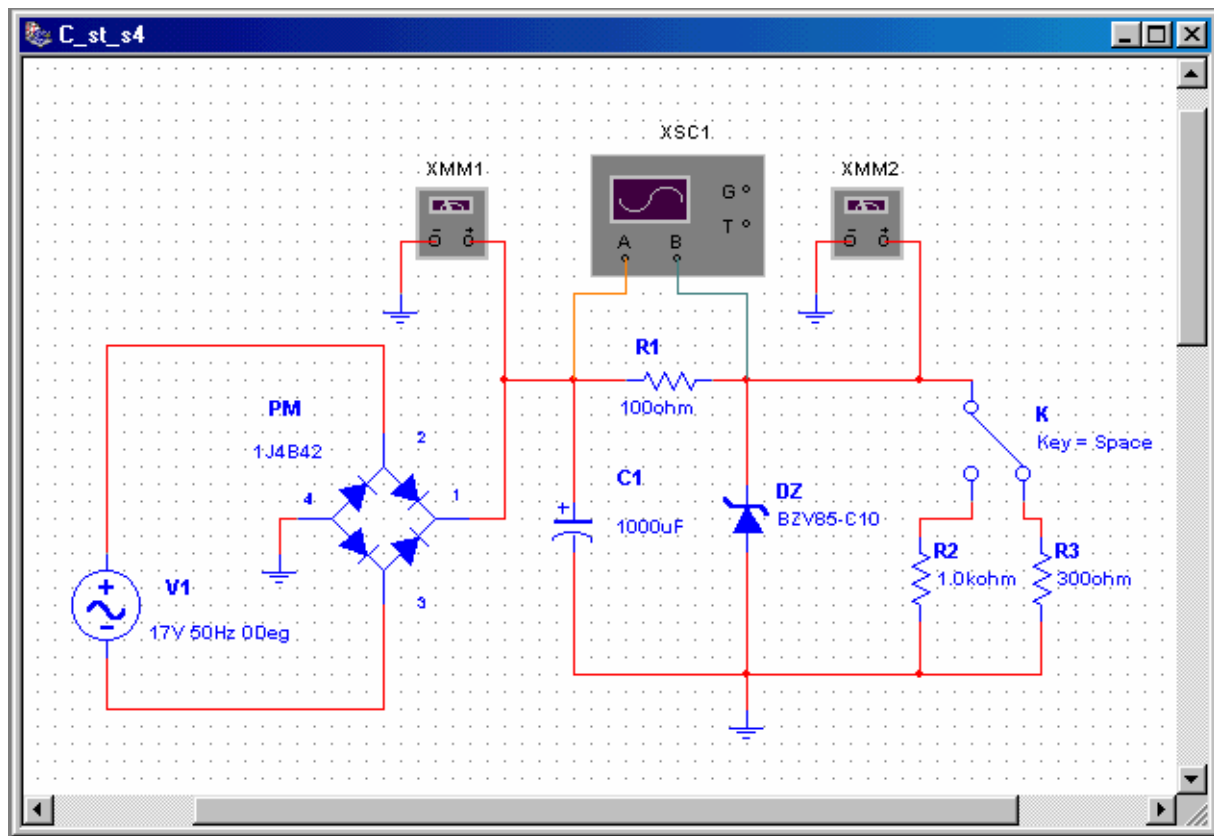 C_st_s4
XSC1
XMM1
XMM2
G
T
A B
- +
- +
R1
100ohm
PM
1J4B42
2
4
1
3
K
Key = Space
C1
+
1000uF
DZ
BZV85-C10
R2
1.0kohm
R3
300ohm
V1
17V 50Hz 0Deg
+
-